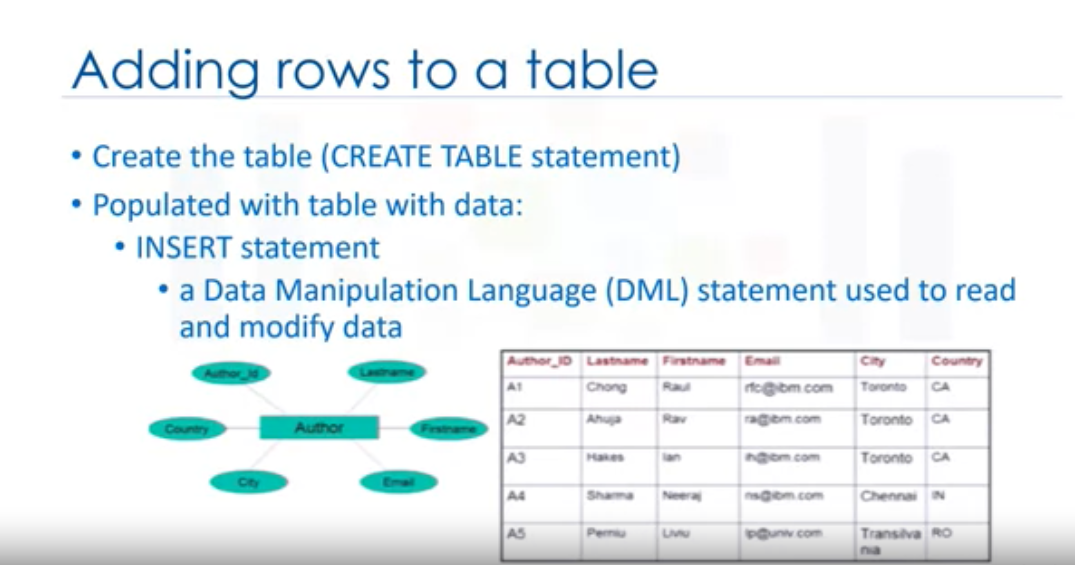 Adding rows to a table
• Create the table (CREATE TABLE statement)
• Populated with table with data:
• INSERT statement
• a Data Manipulation Language (DML) statement used to read
and modify data
Author_Id
Lastname
Country
Author
Firstname
City
Email
Author_ID Lastname Firstname Email City Country
A1 Chong Raul rfc@ibm.com Toronto CA
A2 Ahuja Rav ra@ibm.com Toronto CA
A3 Hakes Ian ih@ibm.com Toronto CA
A4 Sharma Neeraj ns@ibm.com Chennai IN
A5 Perniu Liviu lp@univ.com Transilva RO
nia